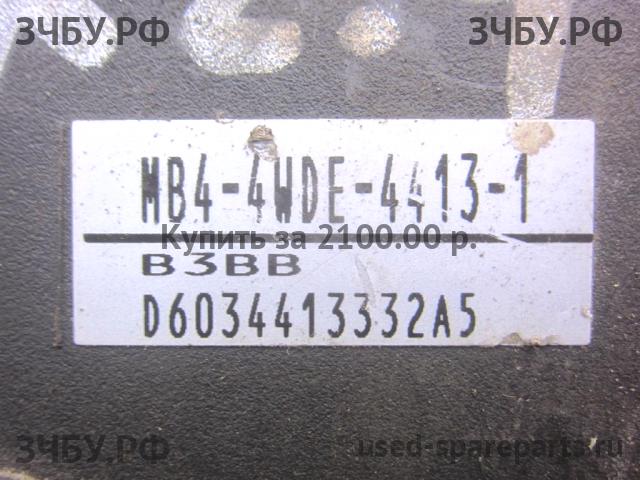 ЗЧБУ.РФ ЗЧБУ.РФ
MB4-4WDE-4413-1
Купить за 2100.00 р.
B3BB
D6034413332A5
ЗЧБУ.РФ used-spareparts.ru